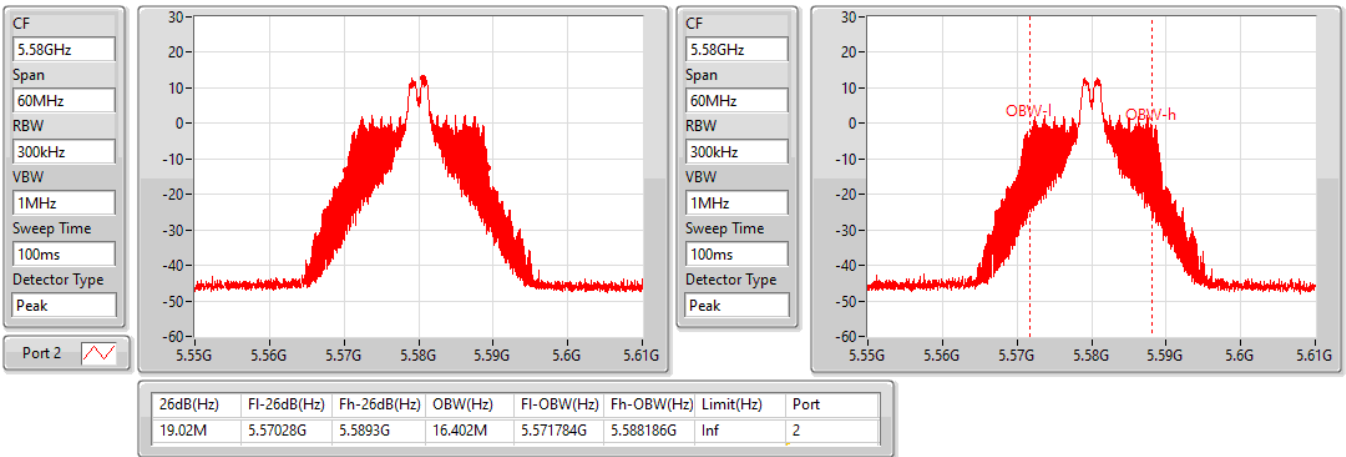 CF
5.58GHz
Span
60MHz
RBW
300kHz
VBW
1MHz
Sweep Time
100ms
Detector Type
Peak
Port 2
30
20
10
0
-10
-20
-30
-40
-50
-60
5.55G 5.56G 5.57G 5.58G 5.59G 5.6G 5.61G
CF
5.58GHz
Span
60MHz
RBW
300kHz
VBW
1MHz
Sweep Time
100ms
Detector Type
Peak
30
20
10
0
-10
-20
-30
-40
-50
-60
OBW-l OBW-h
5.55G 5.56G 5.57G 5.58G 5.59G 5.6G 5.61G
26dB(Hz) Fl-26dB(Hz) Fh-26dB(Hz) OBW(Hz) Fl-OBW(Hz) Fh-OBW(Hz) Limit(Hz) Port
19.02M 5.57028G 5.5893G 16.402M 5.571784G 5.588186G Inf 2